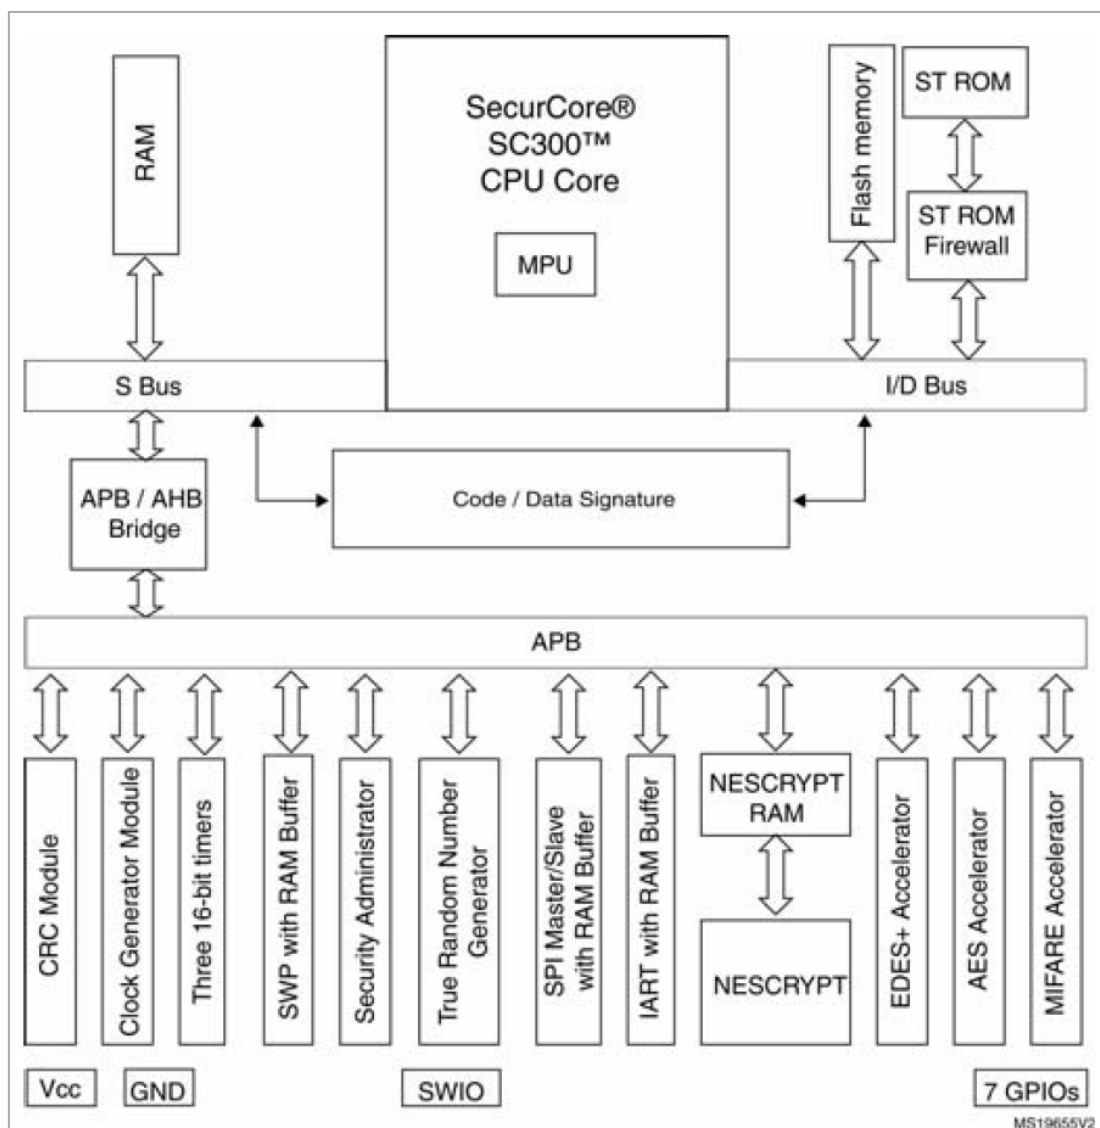 RAM
SecurCore®
SC300™
CPU Core
MPU
Flash memory
ST ROM
ST ROM
Firewall
S Bus
I/D Bus
APB / AHB
Bridge
Code / Data Signature
APB
CRC Module
Clock Generator Module
Three 16-bit timers
SWP with RAM Buffer
Security Administrator
True Random Number
Generator
SPI Master/Slave
with RAM Buffer
IART with RAM Buffer
NESCRYPT
RAM
NESCRYPT
EDES+ Accelerator
AES Accelerator
MIFARE Accelerator
Vcc
GND
SWIO
7 GPIOs
MS19655V2